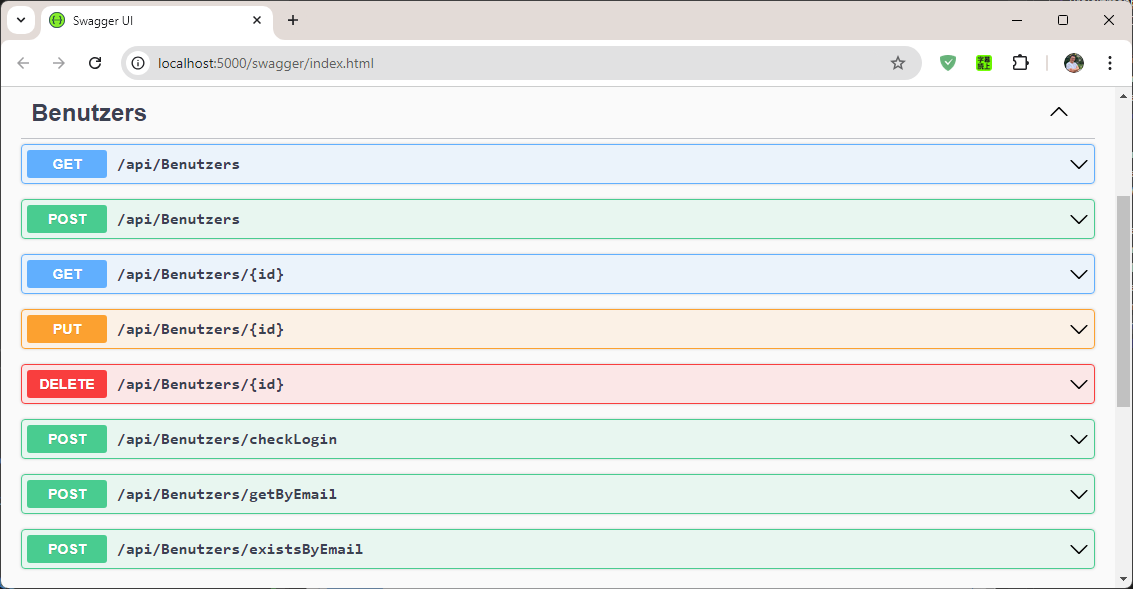 Swagger UI
localhost:5000/swagger/index.html
字幕
Benutzers
GET /api/Benutzers
POST /api/Benutzers
GET /api/Benutzers/{id}
PUT /api/Benutzers/{id}
DELETE /api/Benutzers/{id}
POST /api/Benutzers/checkLogin
POST /api/Benutzers/getByEmail
POST /api/Benutzers/existsByEmail